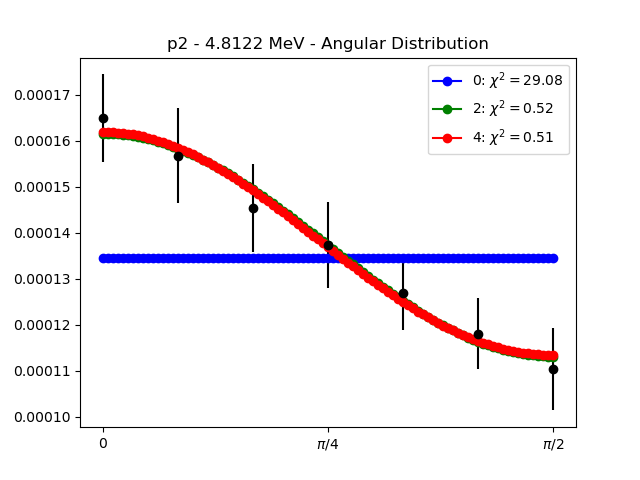 p2 - 4.8122 MeV - Angular Distribution
0: χ² = 29.08
2: χ² = 0.52
4: χ² = 0.51
0.00017
0.00016
0.00015
0.00014
0.00013
0.00012
0.00011
0.00010
0 π/4 π/2